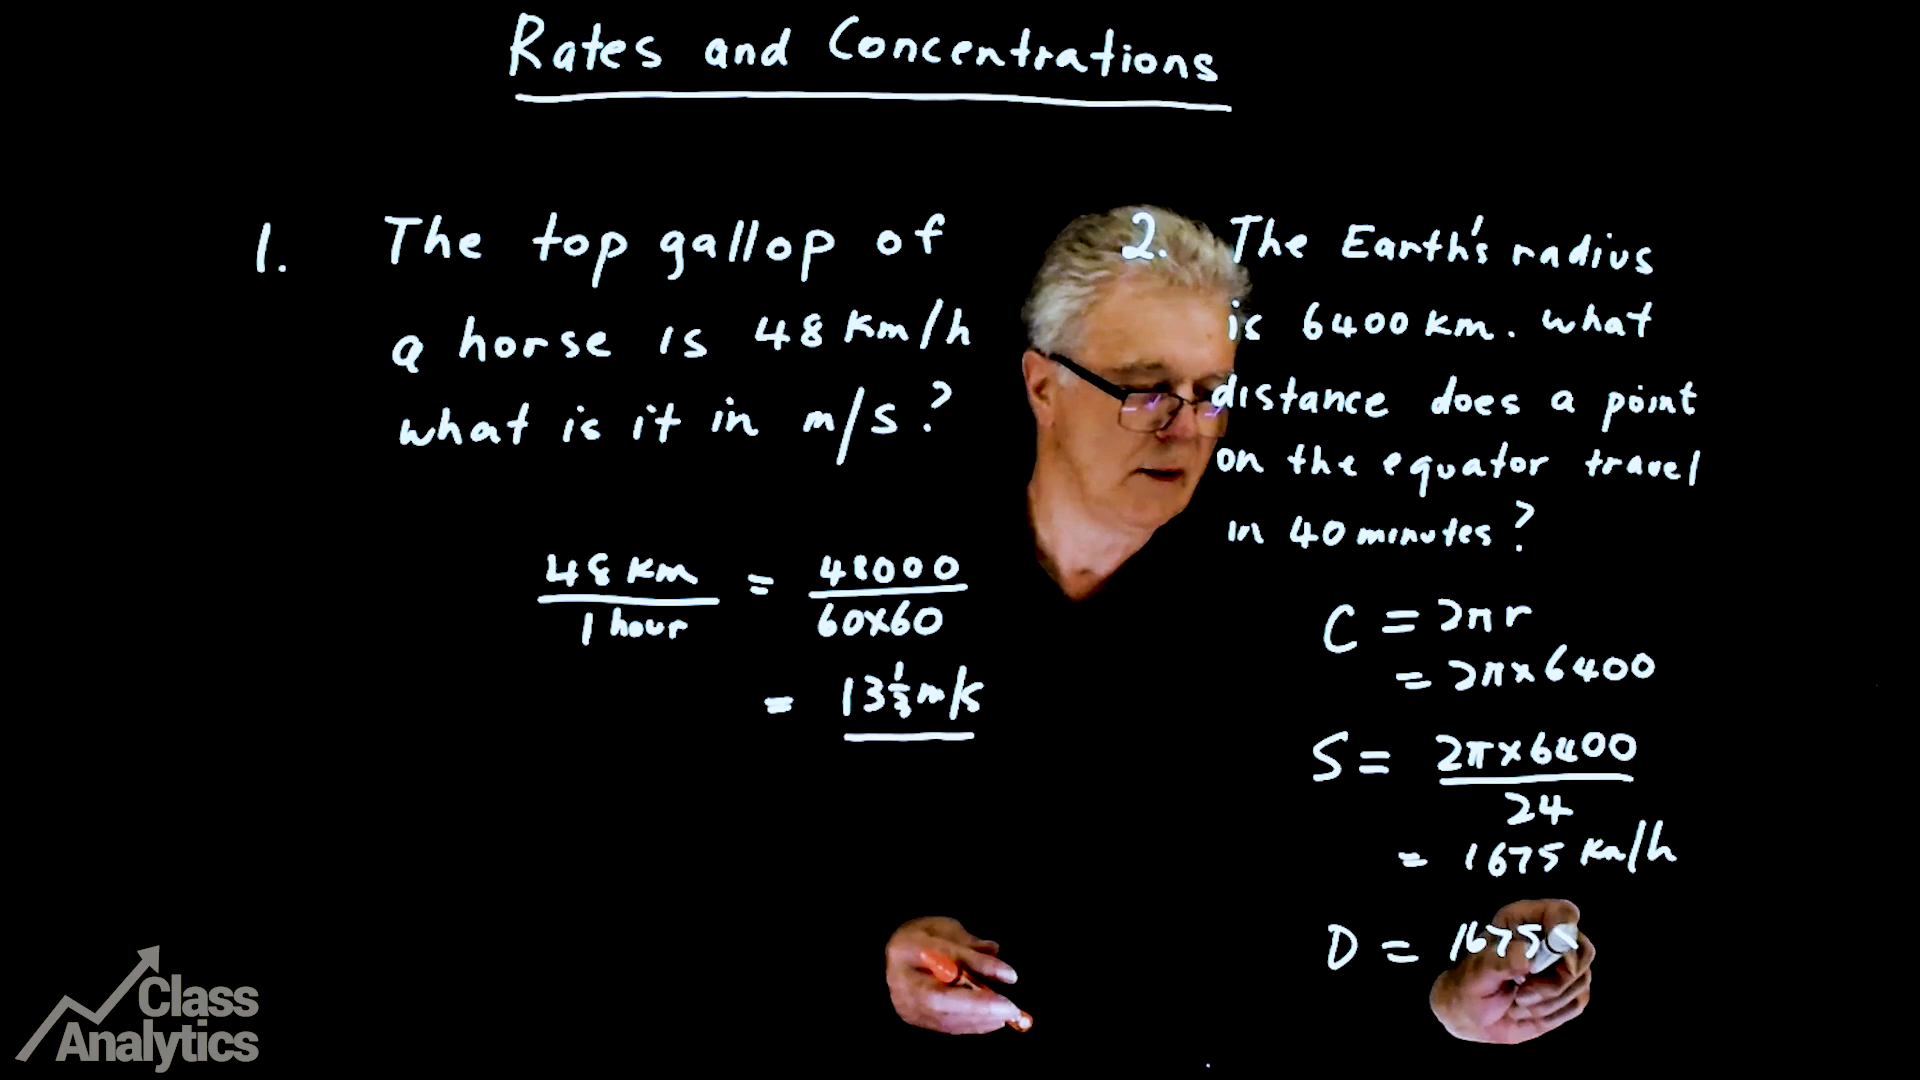 Rates and Concentrations
1. The top gallop of
a horse is 48 km/h
what is it in m/s?
48 km / 1 hour = 48000 / 60x60
= 13 1/3 m/s
2. The Earth's radius
is 6400 km. what
distance does a point
on the equator travel
in 40 minutes?
C = 2πr
= 2π x 6400
S = 2π x 6400 / 24
= 1675 km/h
D = 1675 x
Class
Analytics